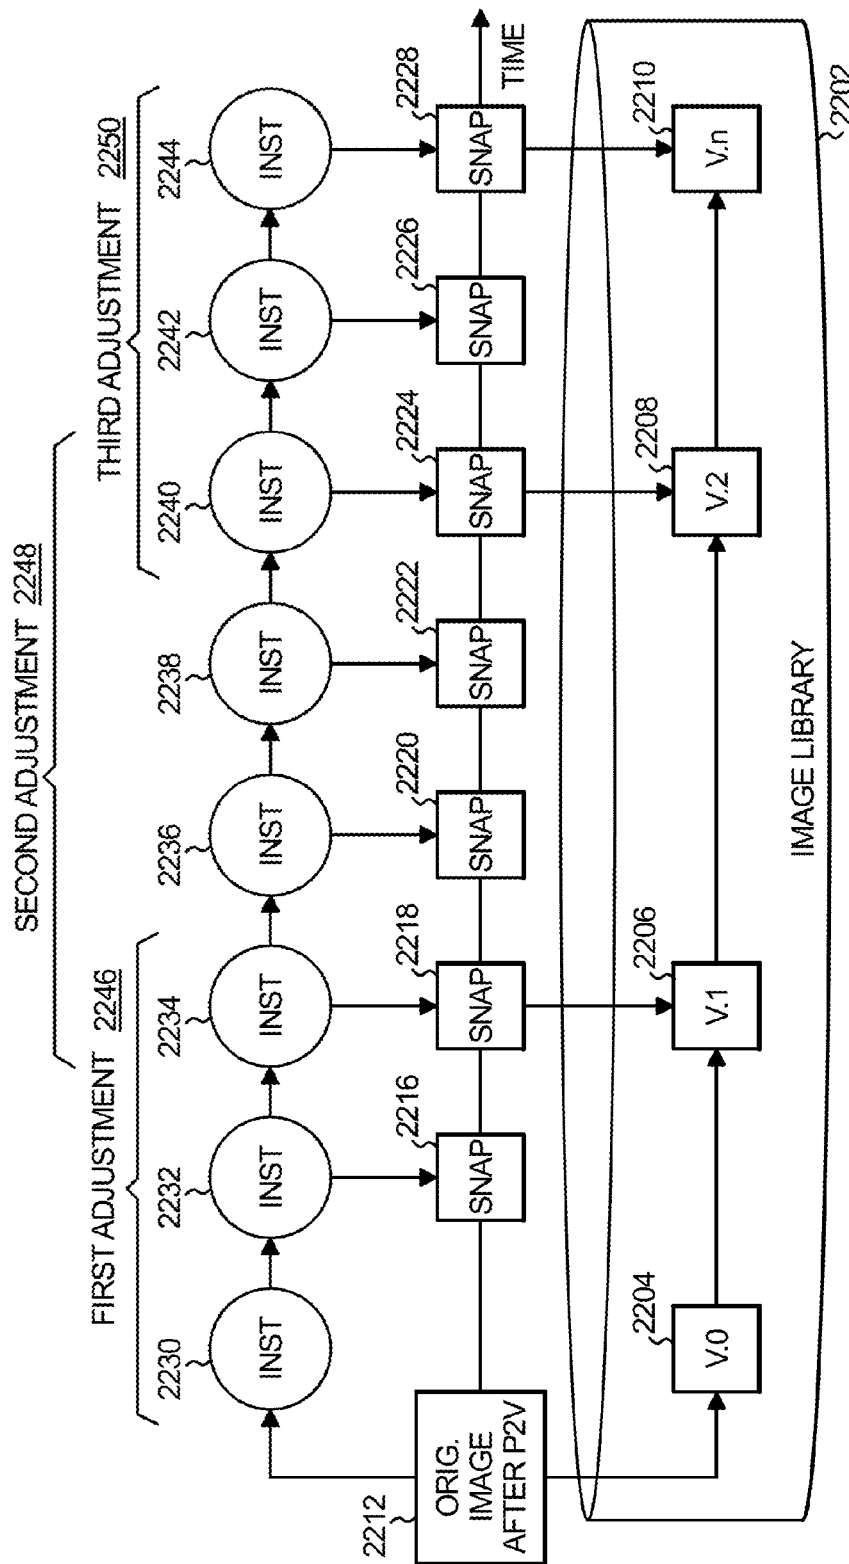 SECOND ADJUSTMENT 2248
FIRST ADJUSTMENT 2246
THIRD ADJUSTMENT 2250
2230
2232
2234
2236
2238
2240
2242
2244
INST
INST
INST
INST
INST
INST
INST
INST
2212
ORIG.
IMAGE
AFTER P2V
2216
2218
2220
2222
2224
2226
2228
SNAP
SNAP
SNAP
SNAP
SNAP
SNAP
SNAP
TIME
2204
2206
2208
2210
V.0
V.1
V.2
V.n
IMAGE LIBRARY
2202